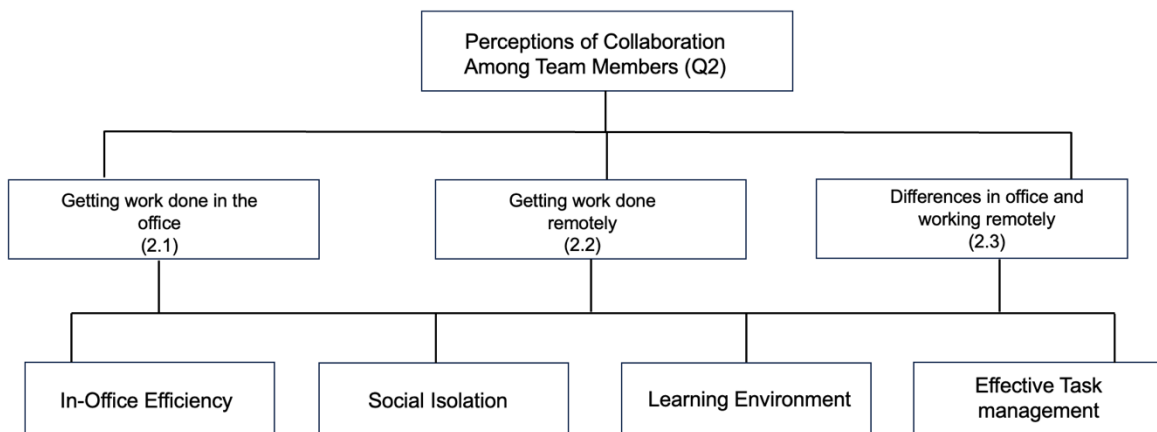 Perceptions of Collaboration
Among Team Members (Q2)
Getting work done in the
office
(2.1)
Getting work done
remotely
(2.2)
Differences in office and
working remotely
(2.3)
In-Office Efficiency
Social Isolation
Learning Environment
Effective Task
management